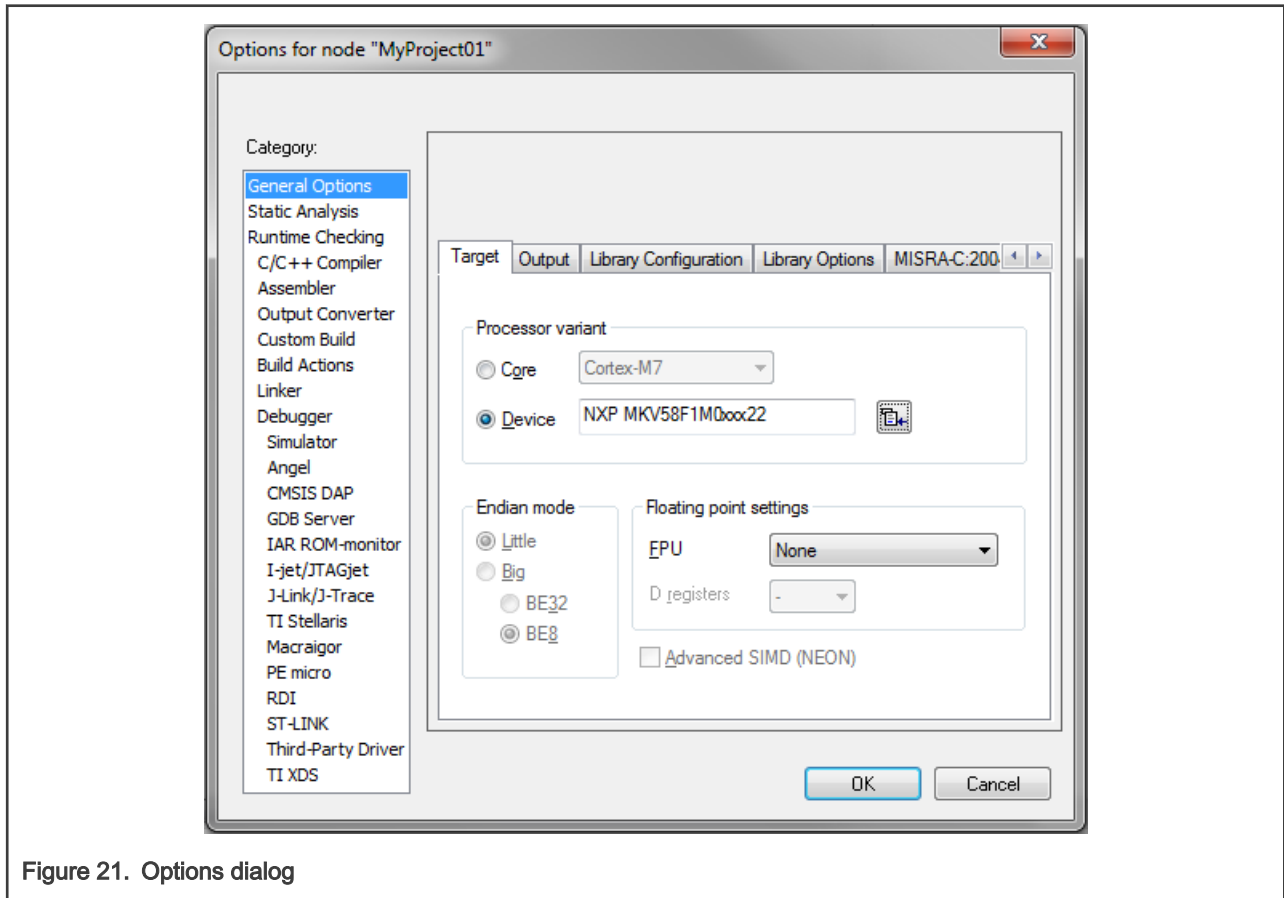 Options for node "MyProject01"
x
Category:
General Options
Static Analysis
Runtime Checking
C/C++ Compiler
Assembler
Output Converter
Custom Build
Build Actions
Linker
Debugger
Simulator
Angel
CMSIS DAP
GDB Server
IAR ROM-monitor
I-jet/JTAGjet
J-Link/J-Trace
TI Stellaris
Macraigor
PE micro
RDI
ST-LINK
Third-Party Driver
TI XDS
Target Output Library Configuration Library Options MISRA-C:200
Processor variant
Core Cortex-M7
Device NXP MKV58F1M0xxx22
Endian mode
Little
Big
BE32
BE8
Floating point settings
FPU None
D registers -
Advanced SIMD (NEON)
OK Cancel
Figure 21. Options dialog